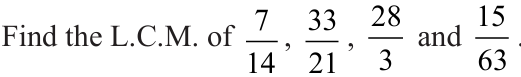 Find the L.C.M. of 7/14, 33/21, 28/3 and 15/63.